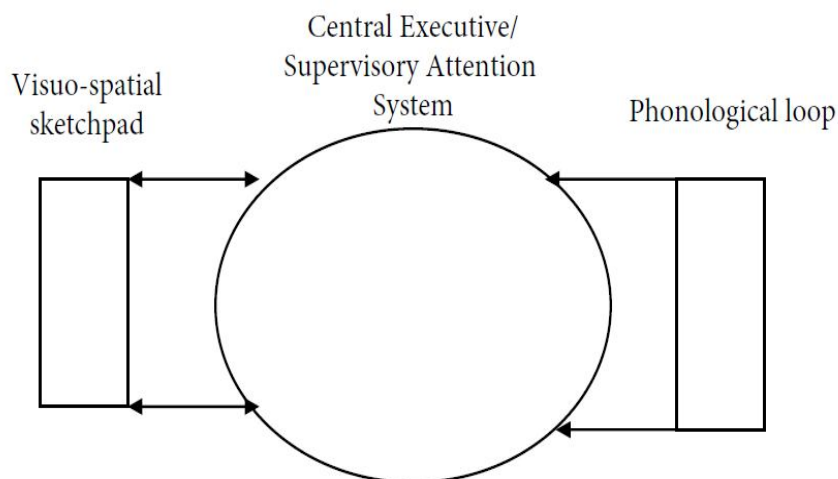 Visuo-spatial
sketchpad
Central Executive/
Supervisory Attention
System
Phonological loop